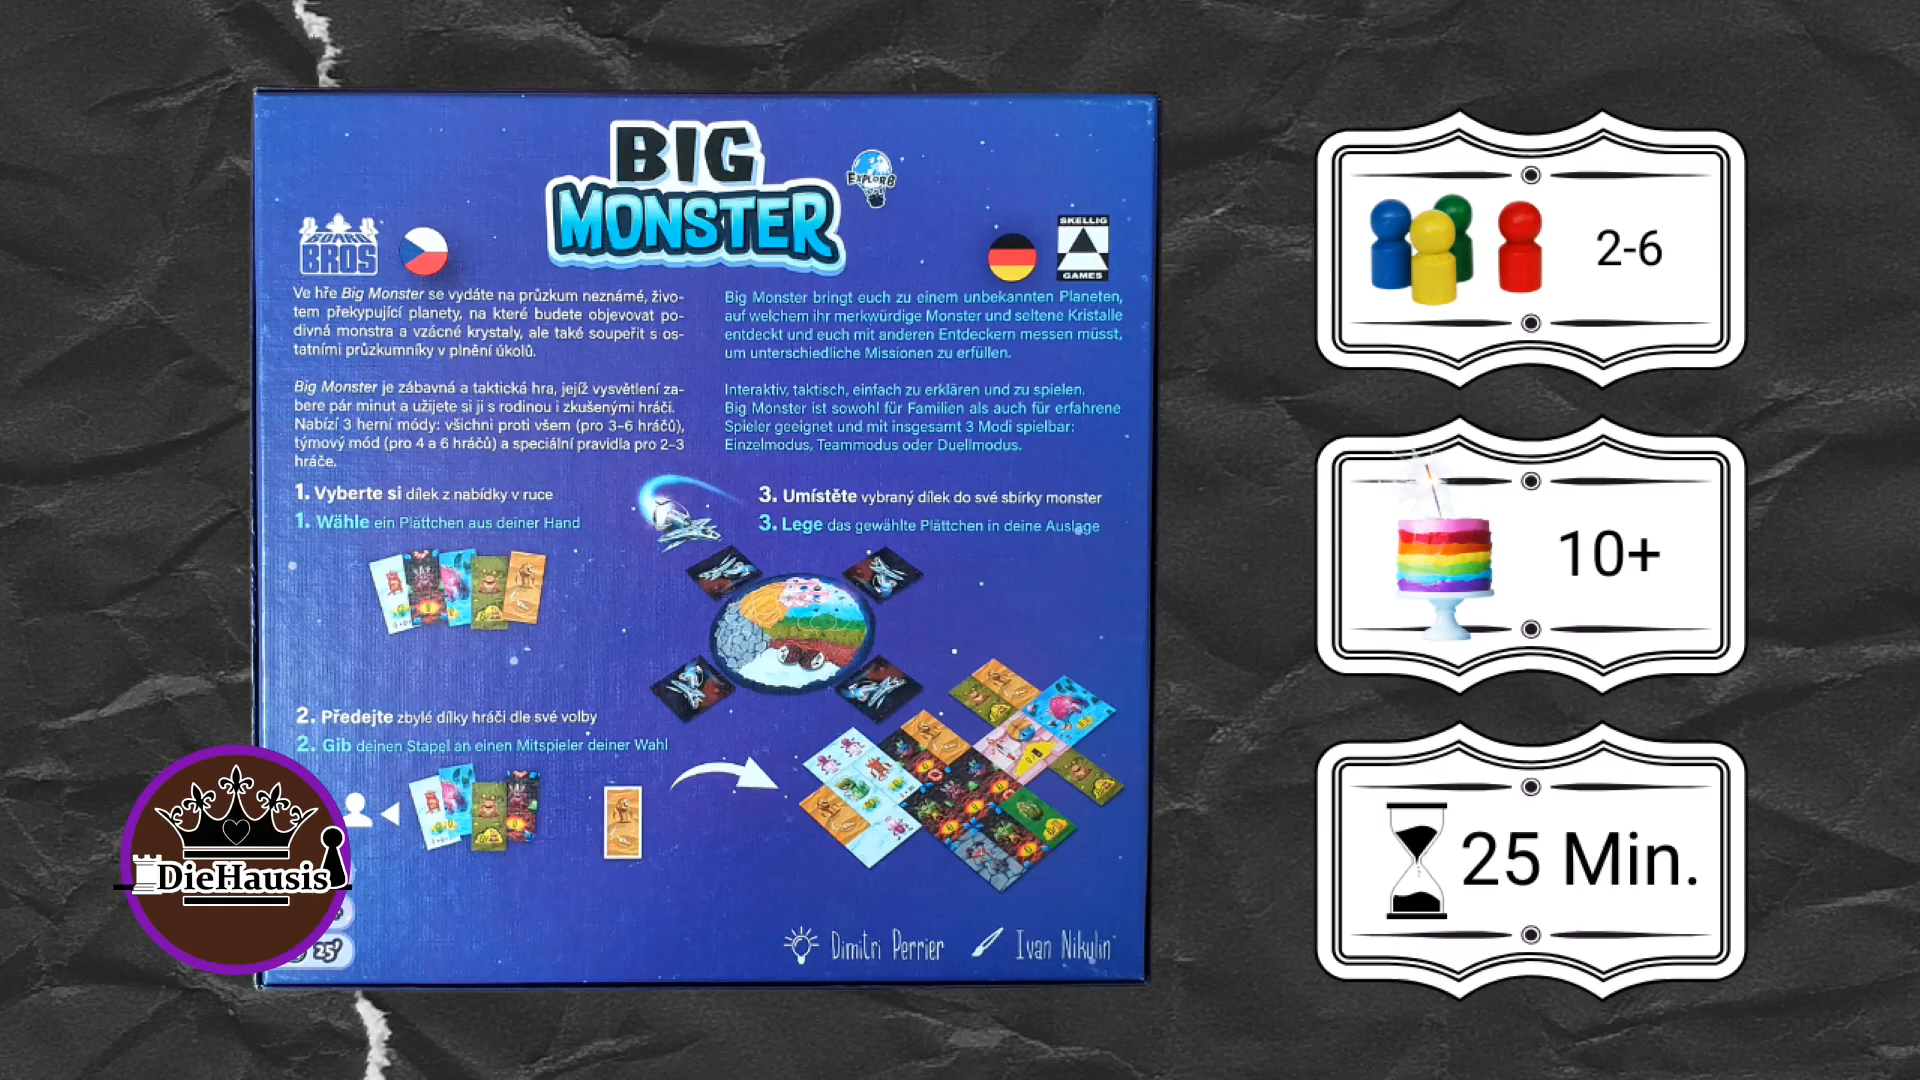 BIG
MONSTER
EXPLOR8
BOARD
BROS
SKELLIG
GAMES
Ve hře Big Monster se vydáte na průzkum neznámé, živo-
tem překypující planety, na které budete objevovat po-
divná monstra a vzácné krystaly, ale také soupeřit s os-
tatními průzkumníky v plnění úkolů.
Big Monster je zábavná a taktická hra, jejíž vysvětlení za-
bere pár minut a užijete si ji s rodinou i zkušenými hráči.
Nabízí 3 herní módy: všichni proti všem (pro 3–6 hráčů),
týmový mód (pro 4 a 6 hráčů) a speciální pravidla pro 2–3
hráče.
Big Monster bringt euch zu einem unbekannten Planeten,
auf welchem ihr merkwürdige Monster und seltene Kristalle
entdeckt und euch mit anderen Entdeckern messen müsst,
um unterschiedliche Missionen zu erfüllen.
Interaktiv, taktisch, einfach zu erklären und zu spielen.
Big Monster ist sowohl für Familien als auch für erfahrene
Spieler geeignet und mit insgesamt 3 Modi spielbar:
Einzelmodus, Teammodus oder Duellmodus.
1. Vyberte si dílek z nabídky v ruce
1. Wähle ein Plättchen aus deiner Hand
3. Umístěte vybraný dílek do své sbírky monster
3. Lege das gewählte Plättchen in deine Auslage
2. Předejte zbylé dílky hráči dle své volby
2. Gib deinen Stapel an einen Mitspieler deiner Wahl
DieHausis
25'
Dimitri Perrier
Ivan Nikulin
2-6
10+
25 Min.